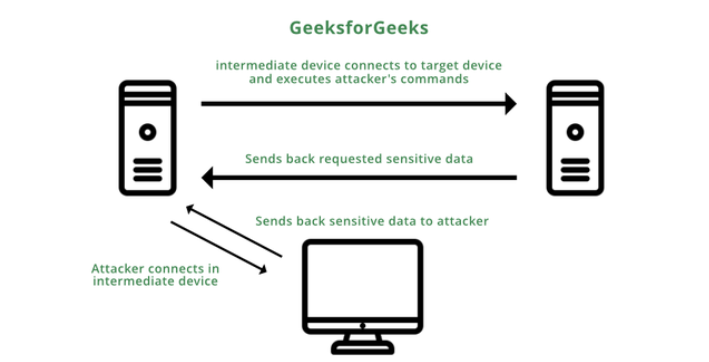 GeeksforGeeks
intermediate device connects to target device
and executes attacker's commands
Sends back requested sensitive data
Sends back sensitive data to attacker
Attacker connects in
intermediate device